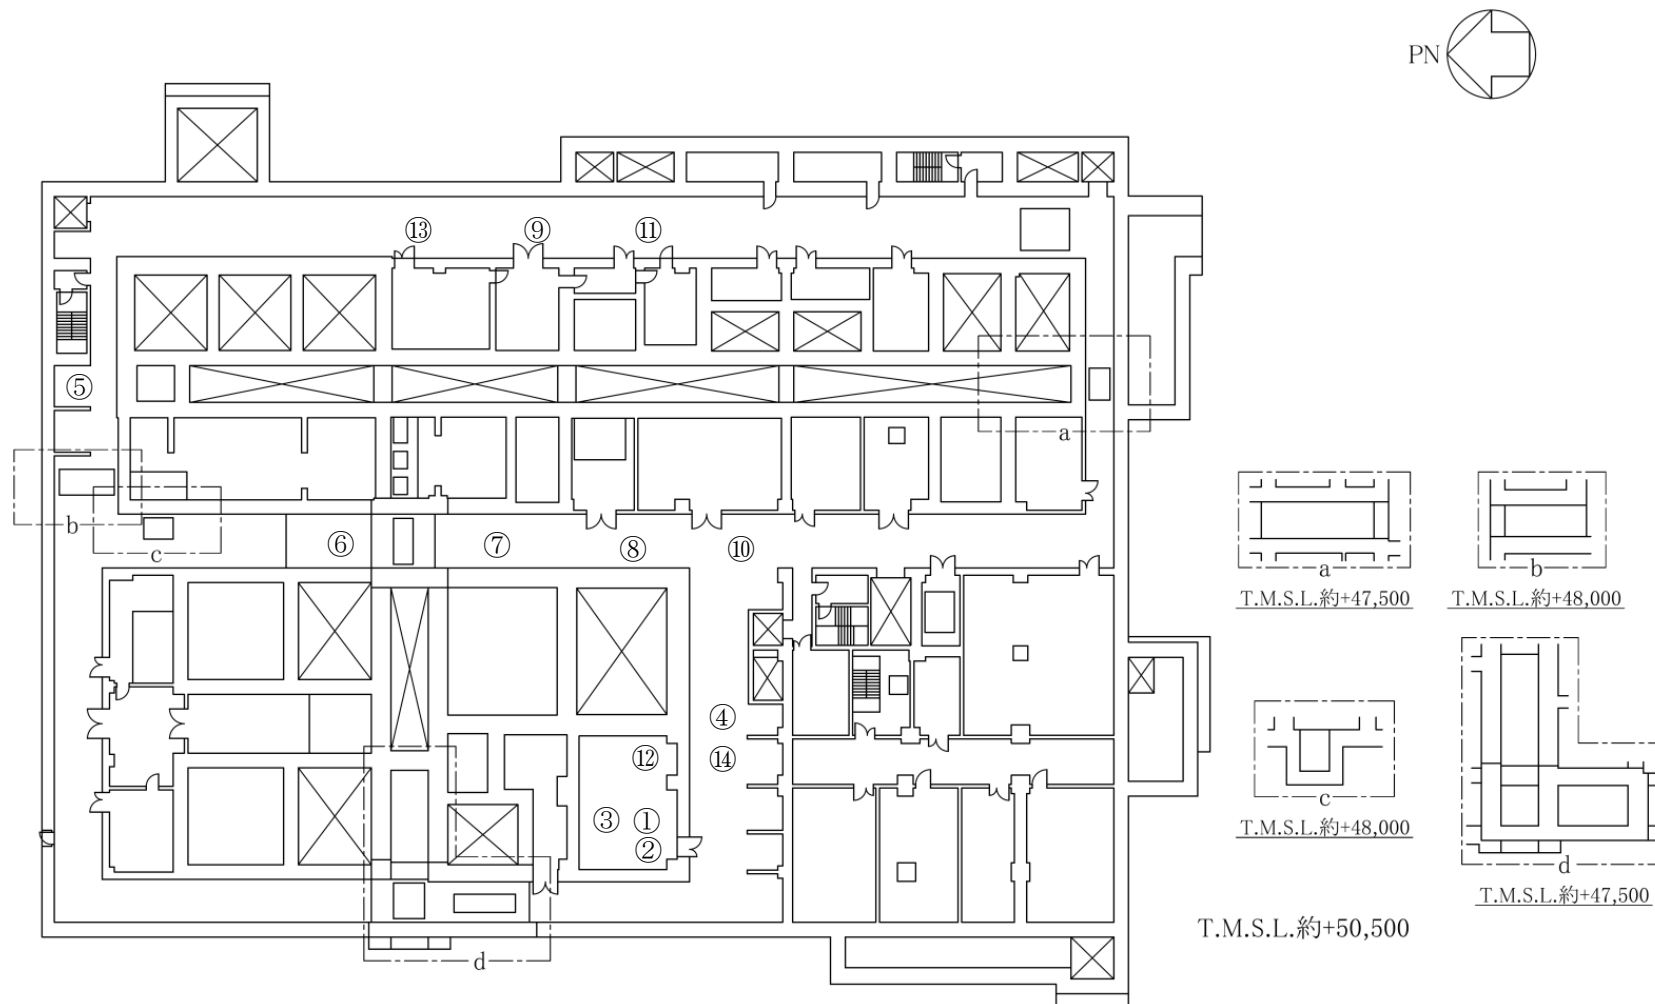 PN
⑬ ⑨ ⑪
⑤
a
b
c
⑥ ⑦ ⑧ ⑩
④
⑫ ⑭
③ ①
②
d
a
T.M.S.L.約+47,500
b
T.M.S.L.約+48,000
c
T.M.S.L.約+48,000
d
T.M.S.L.約+47,500
T.M.S.L.約+50,500